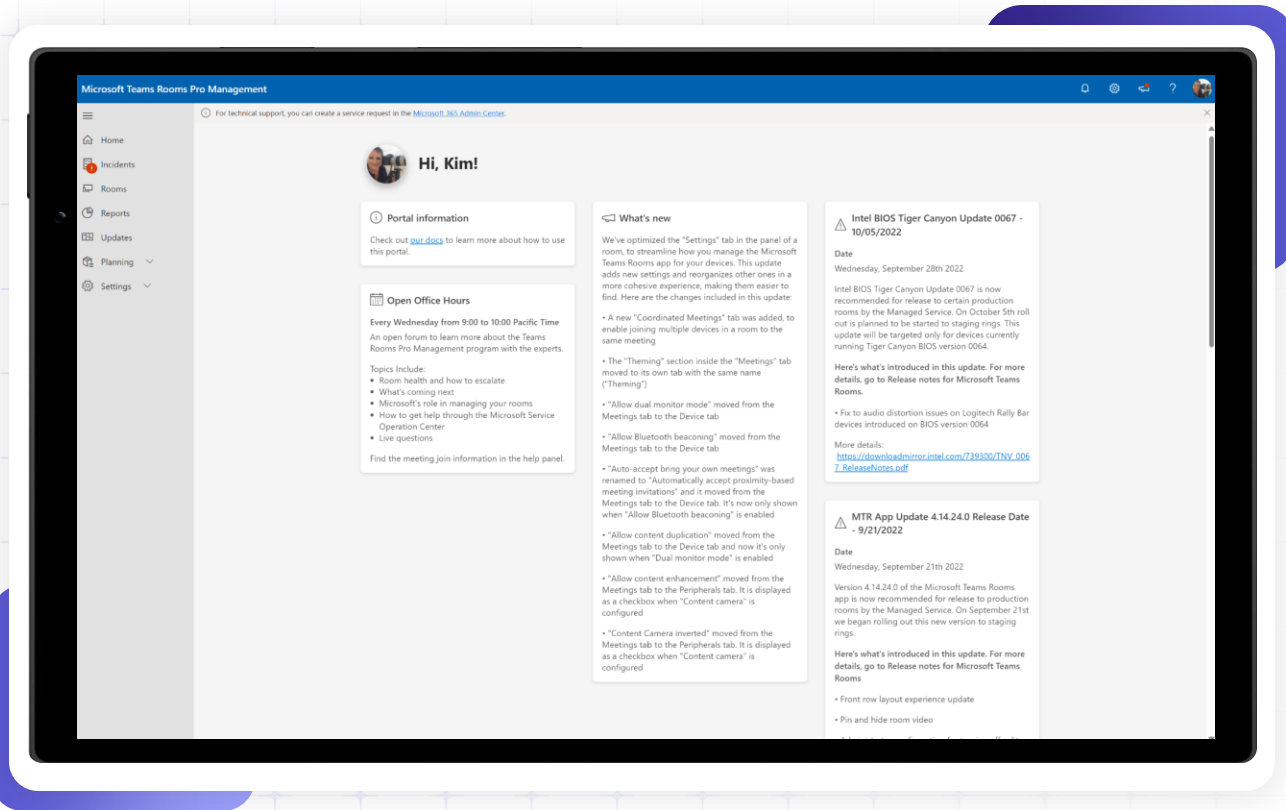 Microsoft Teams Rooms Pro Management
?
For technical support, you can create a service request in the Microsoft 365 Admin Center.
Home
Incidents
Rooms
Reports
Updates
Planning
Settings
Hi, Kim!
Portal information
Check out our docs to learn more about how to use
this portal.
Open Office Hours
Every Wednesday from 9:00 to 10:00 Pacific Time
An open forum to learn more about the Teams
Rooms Pro Management program with the experts.
Topics Include:
• Room health and how to escalate
• What's coming next
• Microsoft's role in managing your rooms
• How to get help through the Microsoft Service
Operation Center
• Live questions
Find the meeting join information in the help panel.
What's new
We've optimized the "Settings" tab in the panel of a
room, to streamline how you manage the Microsoft
Teams Rooms app for your devices. This update
adds new settings and reorganizes other ones in a
more cohesive experience, making them easier to
find. Here are the changes included in this update:
• A new "Coordinated Meetings" tab was added, to
enable joining multiple devices in a room to the
same meeting
• The "Theming" section inside the "Meetings" tab
moved to its own tab with the same name
("Theming")
• "Allow dual monitor mode" moved from the
Meetings tab to the Device tab
• "Allow Bluetooth beaconing" moved from the
Meetings tab to the Device tab
• "Auto-accept bring your own meetings" was
renamed to "Automatically accept proximity-based
meeting invitations" and it moved from the
Meetings tab to the Device tab. It's now only shown
when "Allow Bluetooth beaconing" is enabled
• "Allow content duplication" moved from the
Meetings tab to the Device tab and now it's only
shown when "Dual monitor mode" is enabled
• "Allow content enhancement" moved from the
Meetings tab to the Peripherals tab. It is displayed
as a checkbox when "Content camera" is
configured
• "Content Camera inverted" moved from the
Meetings tab to the Peripherals tab. It is displayed
as a checkbox when "Content camera" is
configured
Intel BIOS Tiger Canyon Update 0067 -
10/05/2022
Date
Wednesday, September 28th 2022
Intel BIOS Tiger Canyon Update 0067 is now
recommended for release to certain production
rooms by the Managed Service. On October 5th roll
out is planned to be started to staging rings. This
update will be targeted only for devices currently
running Tiger Canyon BIOS version 0064.
Here's what's introduced in this update. For more
details, go to Release notes for Microsoft Teams
Rooms.
• Fix to audio distortion issues on Logitech Rally Bar
devices introduced on BIOS version 0064
More details:
https://downloadmirror.intel.com/739300/TNV_006
7_ReleaseNotes.pdf
MTR App Update 4.14.24.0 Release Date
- 9/21/2022
Date
Wednesday, September 21th 2022
Version 4.14.24.0 of the Microsoft Teams Rooms
app is now recommended for release to production
rooms by the Managed Service. On September 21st
we began rolling out this new version to staging
rings.
Here's what's introduced in this update. For more
details, go to Release notes for Microsoft Teams
Rooms
• Front row layout experience update
• Pin and hide room video